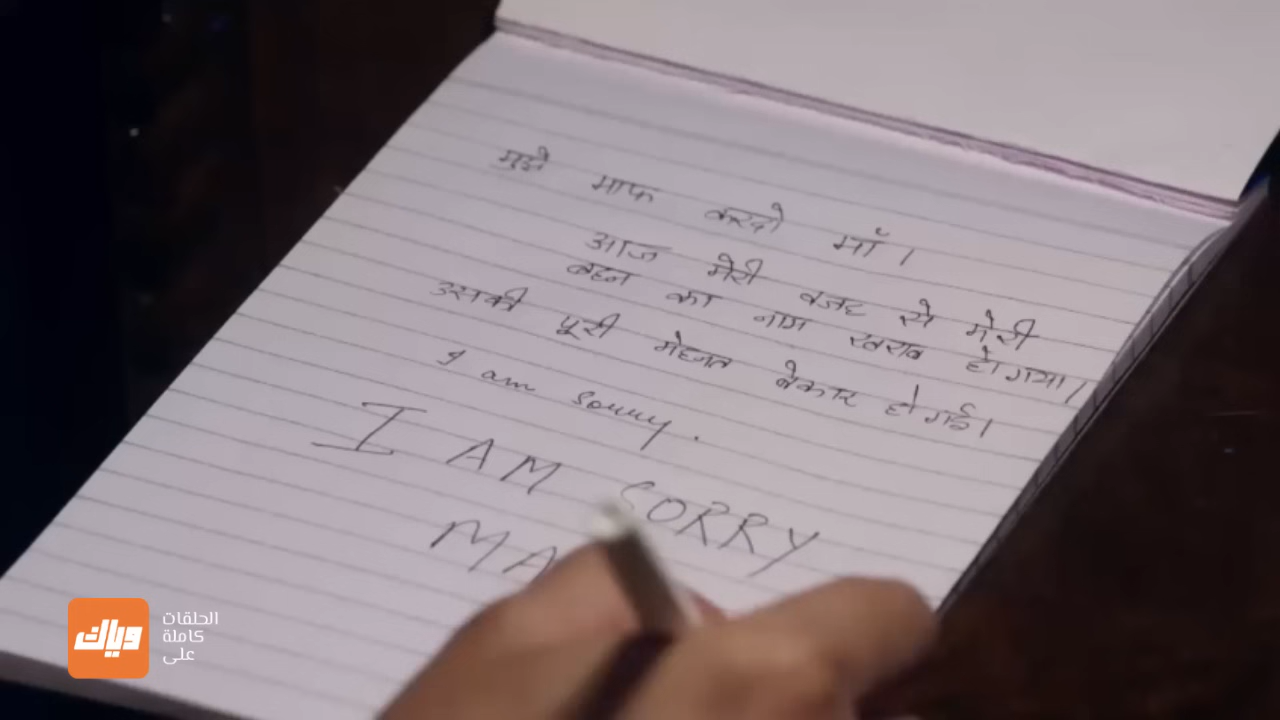 मुझे माफ करदो माँ।
आज मेरी वजह से मेरी
बहन का नाम खराब हो गया।
उसकी पूरी मेहनत बेकार हो गई।
I am sorry.
I AM SORRY
MA
وياك
الحلقات
كاملة
على